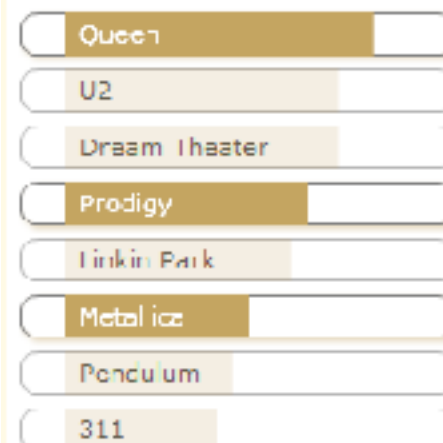 Queen
U2
Dream Theater
Prodigy
Linkin Park
Metallica
Pendulum
311